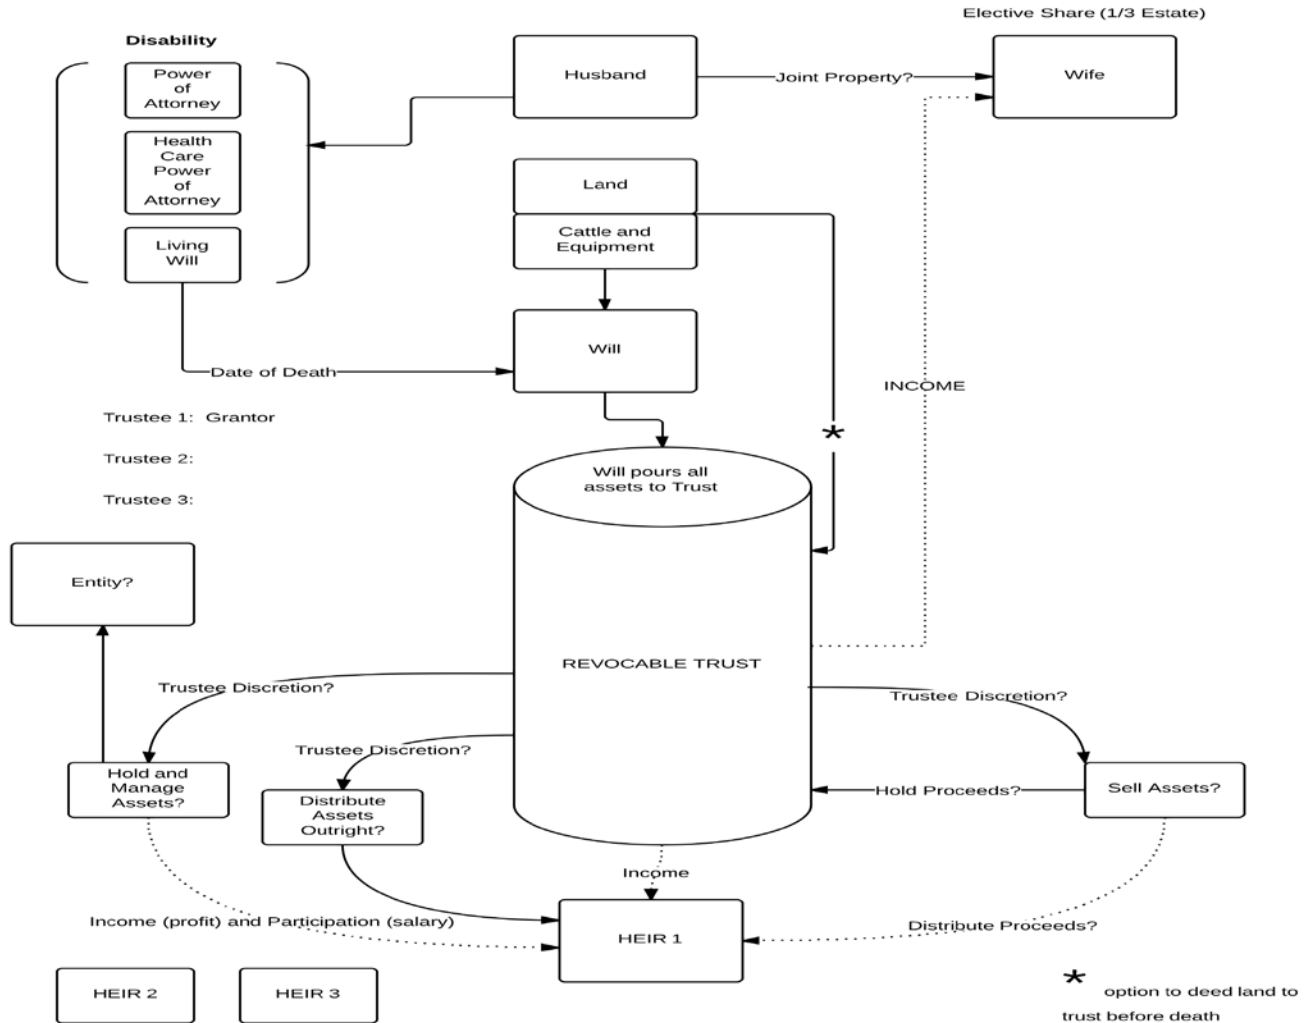 Elective Share (1/3 Estate)
Disability
Power
of
Attorney
Health
Care
Power
of
Attorney
Living
Will
Husband
Joint Property?
Wife
Land
Cattle and
Equipment
Will
Date of Death
INCOME
Trustee 1: Grantor
Trustee 2:
Trustee 3:
*
Will pours all
assets to Trust
Entity?
REVOCABLE TRUST
Trustee Discretion?
Trustee Discretion?
Trustee Discretion?
Hold and
Manage
Assets?
Distribute
Assets
Outright?
Hold Proceeds?
Sell Assets?
Income
Income (profit) and Participation (salary)
HEIR 1
Distribute Proceeds?
HEIR 2
HEIR 3
* option to deed land to
trust before death